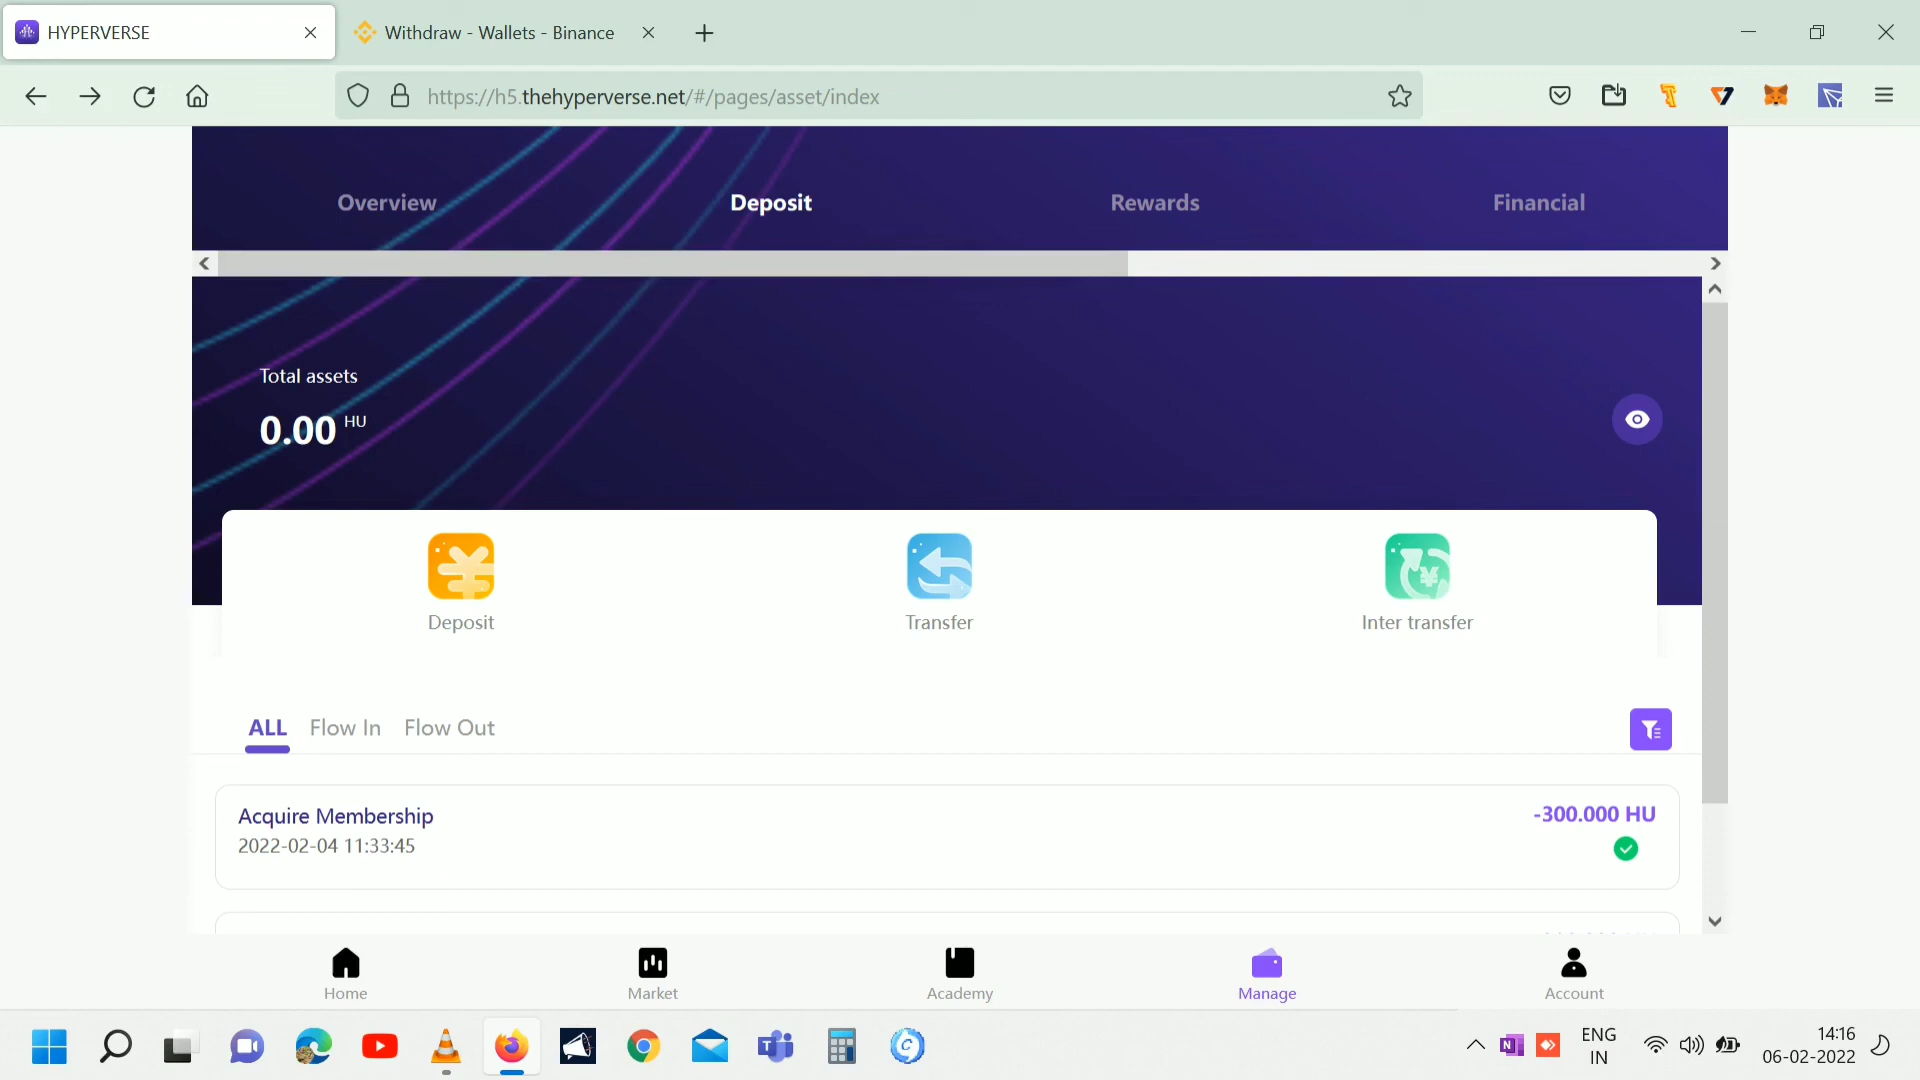 HYPERVERSE
Withdraw - Wallets - Binance
https://h5.thehyperverse.net/#/pages/asset/index
Overview
Deposit
Rewards
Financial
Total assets
0.00 HU
Deposit
Transfer
Inter transfer
ALL
Flow In
Flow Out
Acquire Membership
-300.000 HU
2022-02-04 11:33:45
Home
Market
Academy
Manage
Account
ENG
IN
14:16
06-02-2022